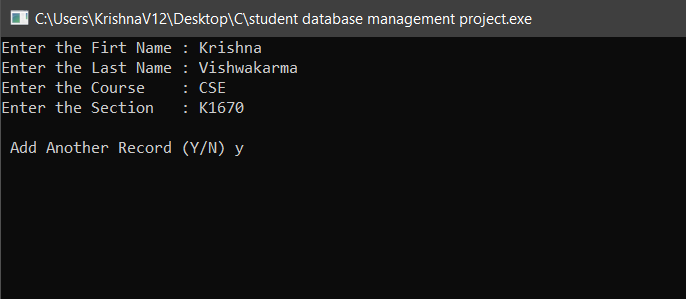 C:\Users\KrishnaV12\Desktop\C\student database management project.exe
Enter the Firt Name : Krishna
Enter the Last Name : Vishwakarma
Enter the Course    : CSE
Enter the Section   : K1670
Add Another Record (Y/N) y